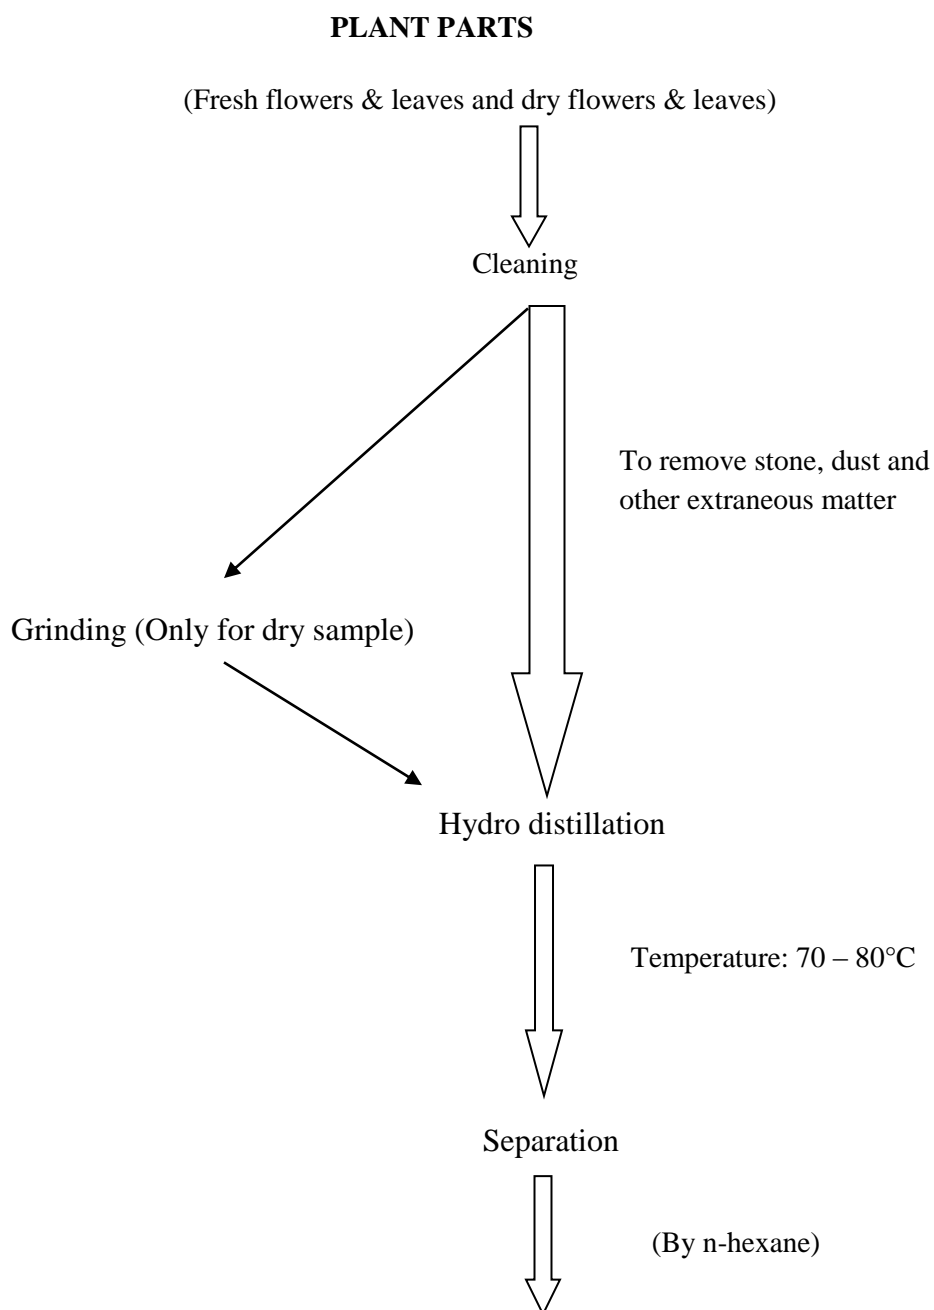 PLANT PARTS
(Fresh flowers & leaves and dry flowers & leaves)
Cleaning
To remove stone, dust and
other extraneous matter
Grinding (Only for dry sample)
Hydro distillation
Temperature: 70 – 80°C
Separation
(By n-hexane)